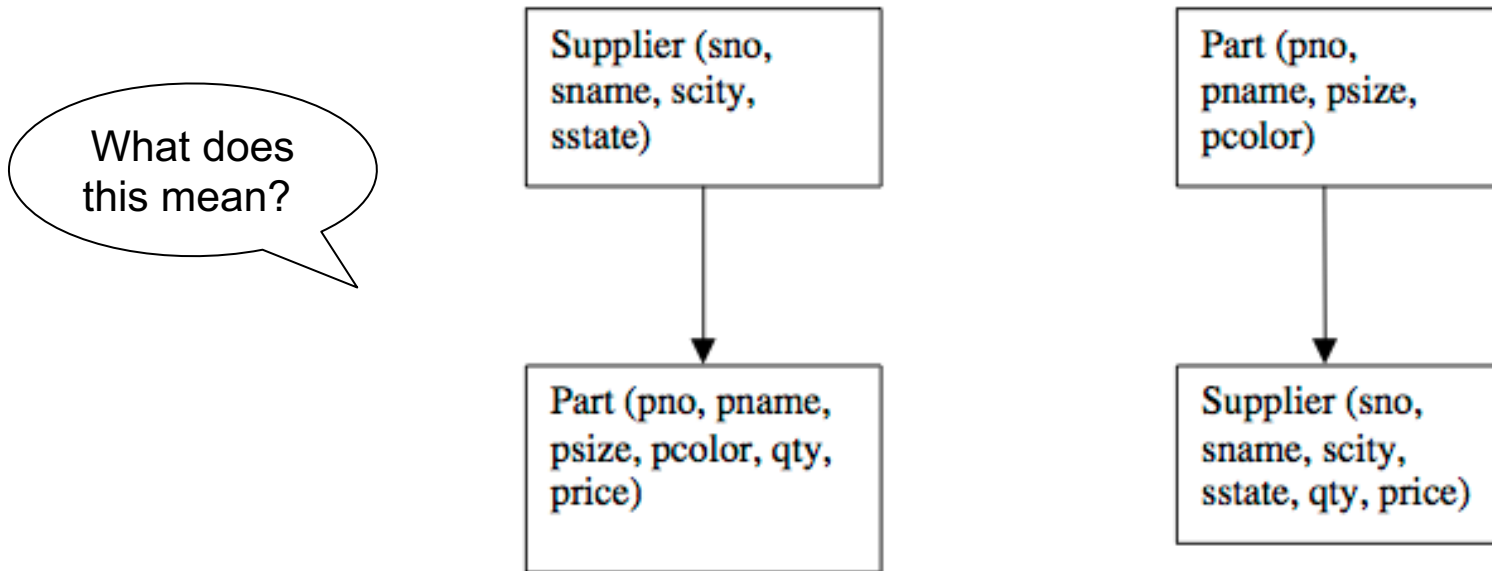 What does
this mean?
Supplier (sno,
sname, scity,
sstate)
Part (pno, pname,
psize, pcolor, qty,
price)
Part (pno,
pname, psize,
pcolor)
Supplier (sno,
sname, scity,
sstate, qty, price)